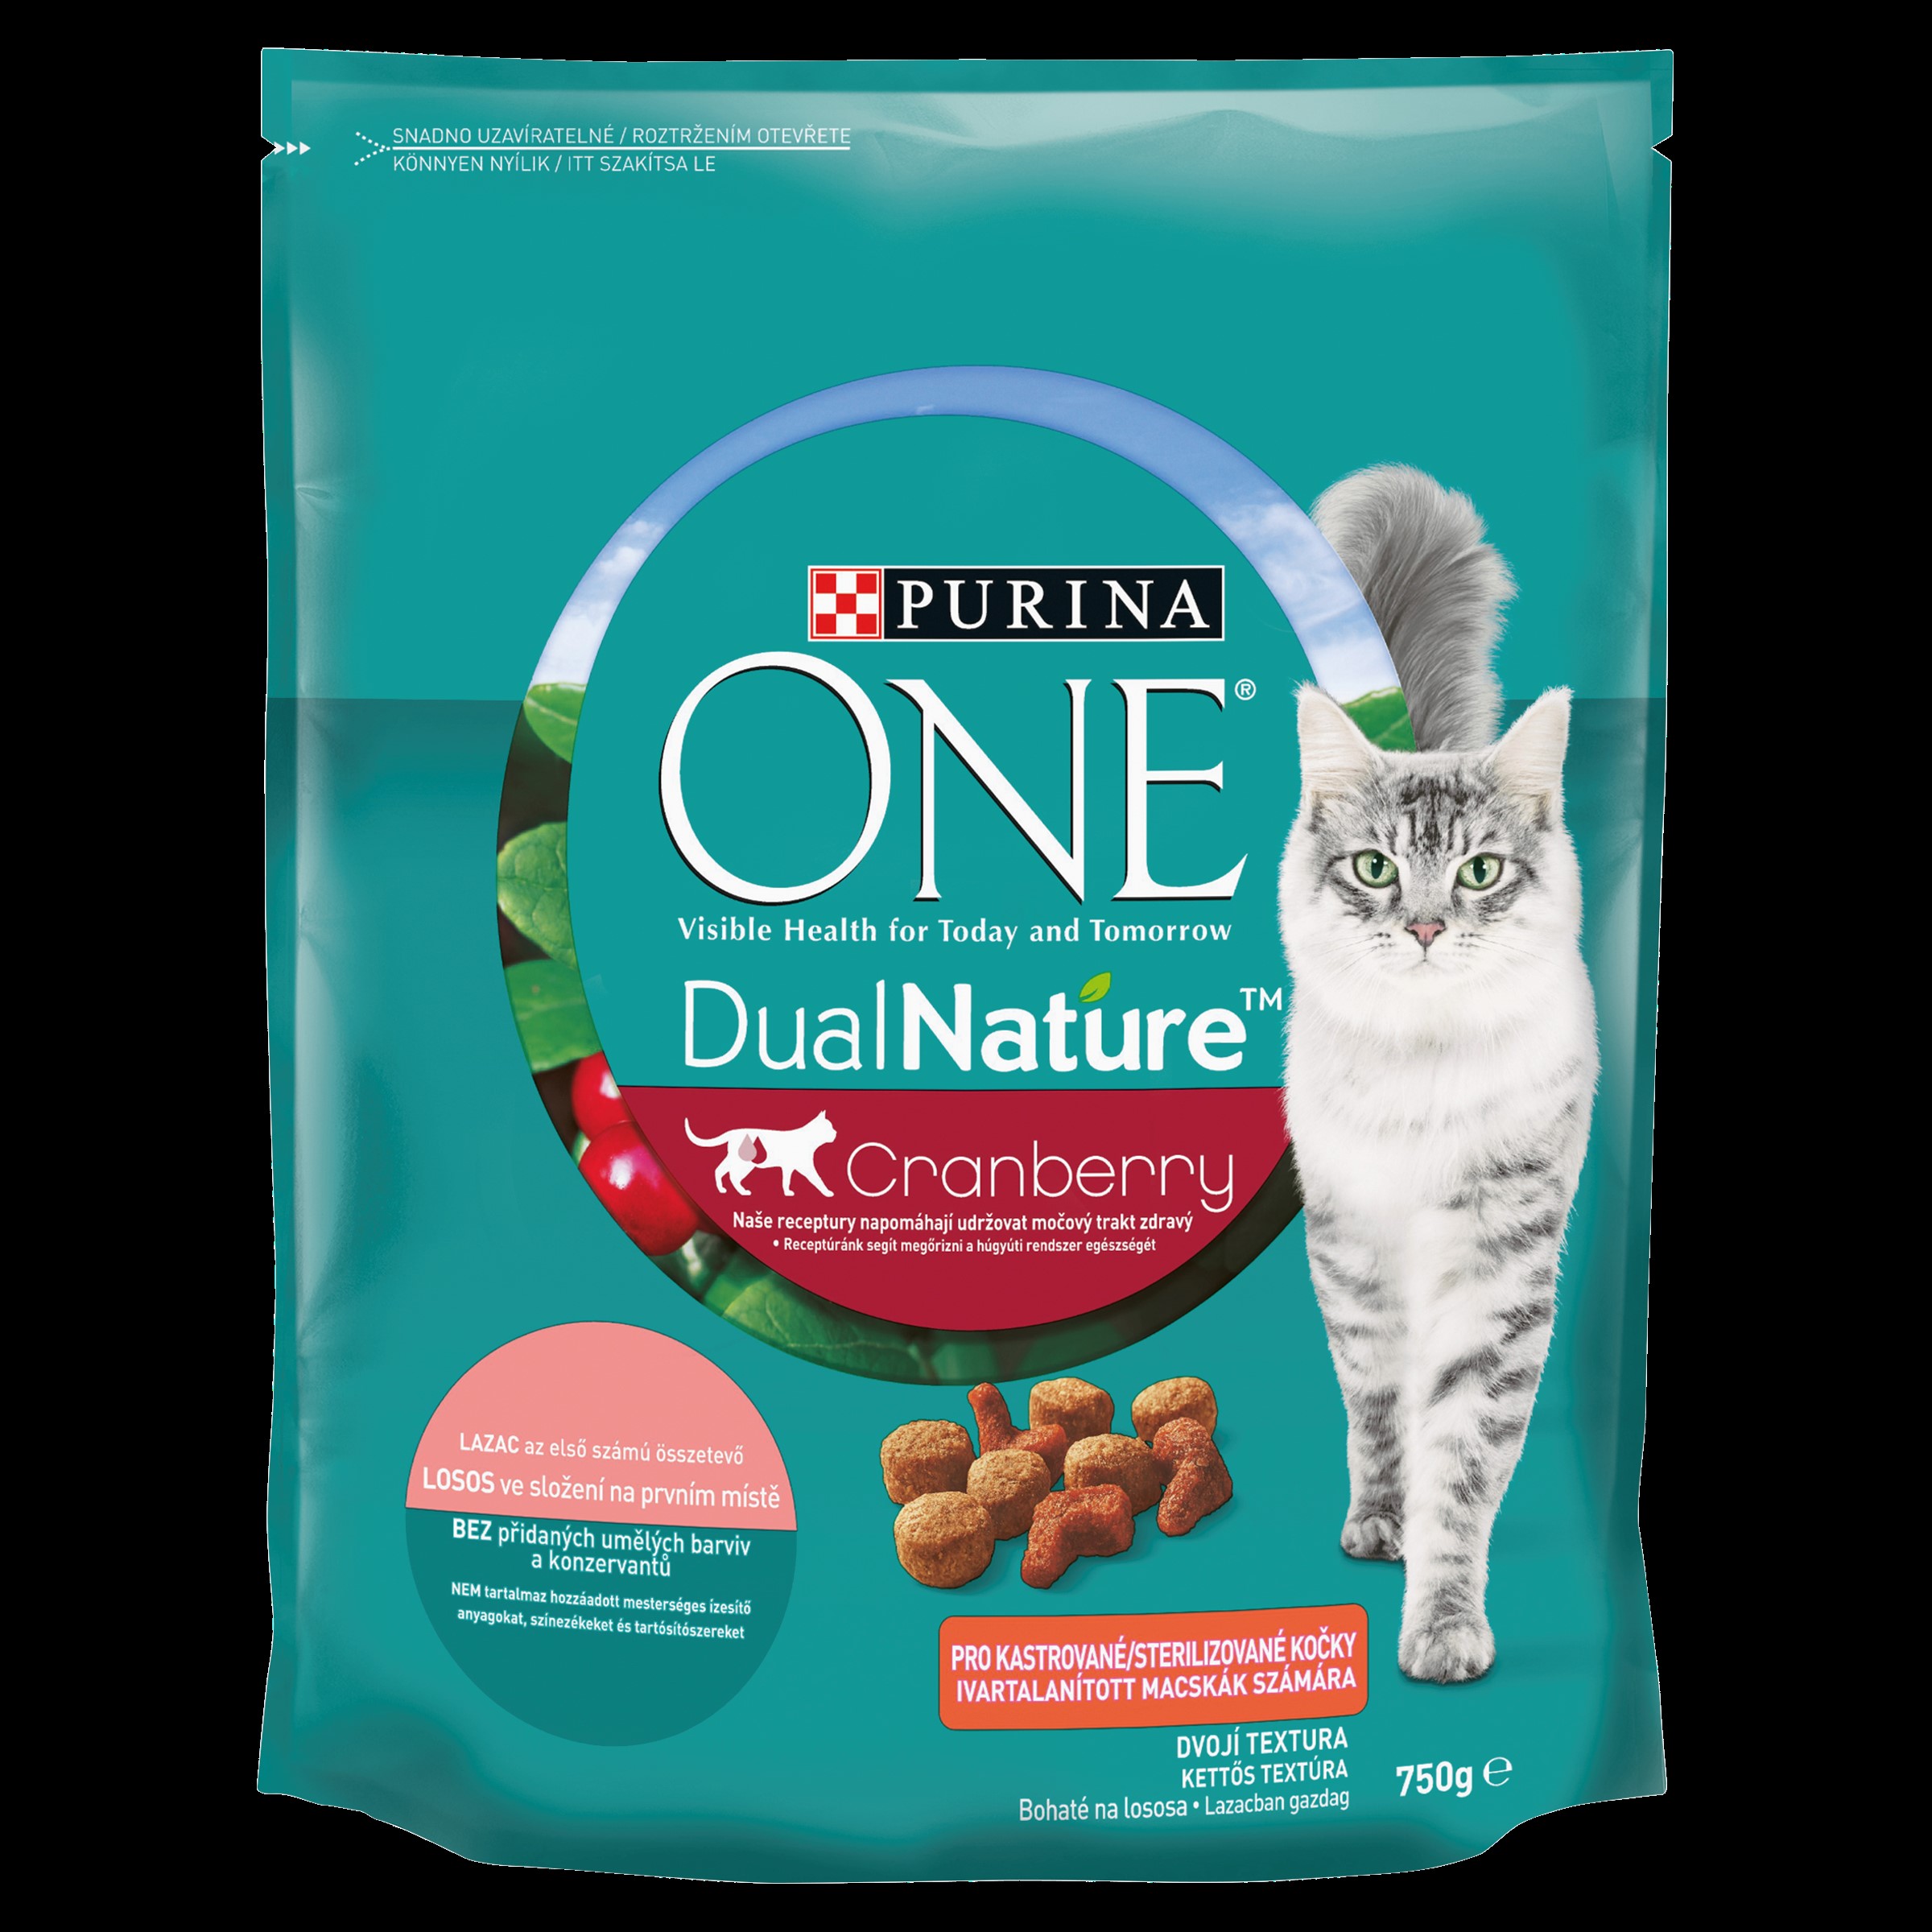 SNADNO UZAVÍRATELNÉ / ROZTRŽENÍM OTEVŘETE
KÖNNYEN NYÍLIK / ITT SZAKÍTSA LE
PURINA
ONE®
Visible Health for Today and Tomorrow
DualNature™
Cranberry
Naše receptury napomáhají udržovat močový trakt zdravý
• Receptúránk segít megőrizni a húgyúti rendszer egészségét
LAZAC az első számú összetevő
LOSOS ve složení na prvním místě
BEZ přidaných umělých barviv
a konzervantů
NEM tartalmaz hozzáadott mesterséges ízesítő
anyagokat, színezékeket és tartósítószereket
PRO KASTROVANÉ/STERILIZOVANÉ KOČKY
IVARTALANÍTOTT MACSKÁK SZÁMÁRA
DVOJÍ TEXTURA
KETTŐS TEXTÚRA
Bohaté na lososa • Lazacban gazdag
750g ℮